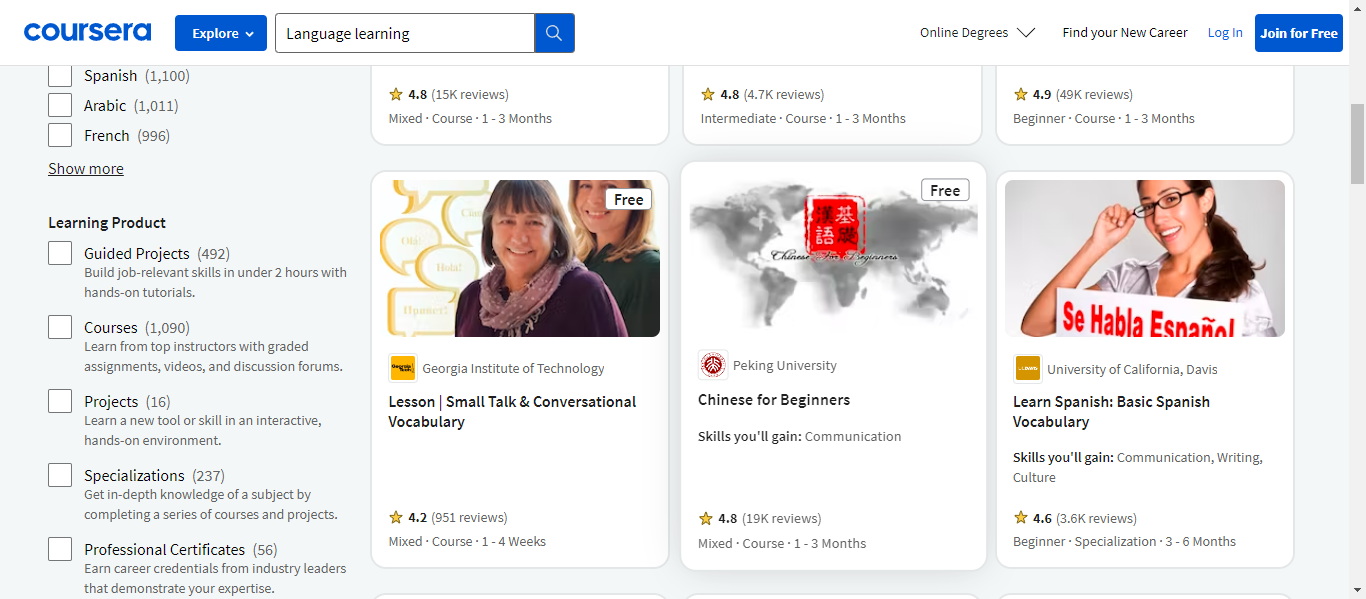 coursera
Explore
Language learning
Online Degrees
Find your New Career
Log In
Join for Free
Spanish (1,100)
Arabic (1,011)
French (996)
Show more
Learning Product
Guided Projects (492)
Build job-relevant skills in under 2 hours with
hands-on tutorials.
Courses (1,090)
Learn from top instructors with graded
assignments, videos, and discussion forums.
Projects (16)
Learn a new tool or skill in an interactive,
hands-on environment.
Specializations (237)
Get in-depth knowledge of a subject by
completing a series of courses and projects.
Professional Certificates (56)
Earn career credentials from industry leaders
that demonstrate your expertise.
4.8 (15K reviews)
Mixed · Course · 1 - 3 Months
4.8 (4.7K reviews)
Intermediate · Course · 1 - 3 Months
4.9 (49K reviews)
Beginner · Course · 1 - 3 Months
Free
Olá!
Hola!
Привет!
Georgia Institute of Technology
Lesson | Small Talk & Conversational
Vocabulary
4.2 (951 reviews)
Mixed · Course · 1 - 4 Weeks
Free
漢 基
語 礎
Chinese For Beginners
Peking University
Chinese for Beginners
Skills you'll gain: Communication
4.8 (19K reviews)
Mixed · Course · 1 - 3 Months
Se Habla Español
University of California, Davis
Learn Spanish: Basic Spanish
Vocabulary
Skills you'll gain: Communication, Writing,
Culture
4.6 (3.6K reviews)
Beginner · Specialization · 3 - 6 Months